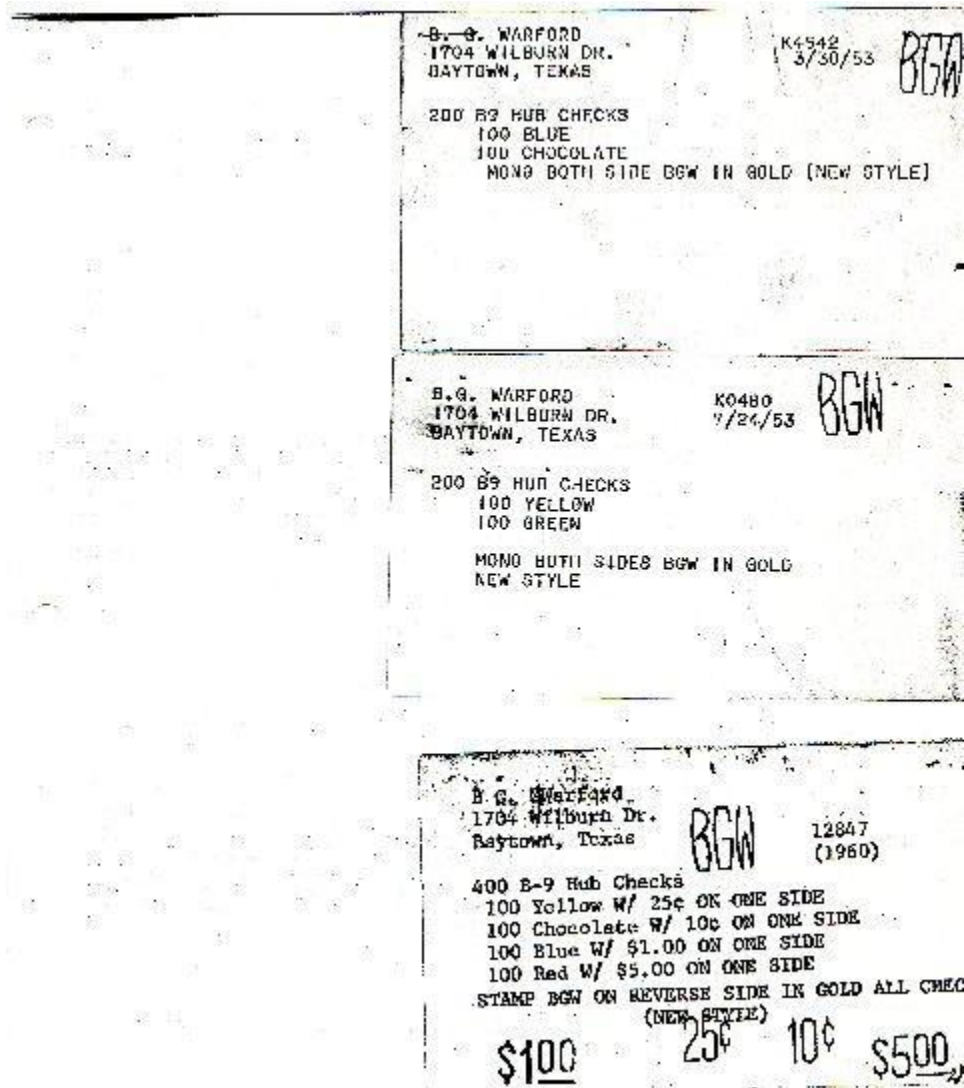 B. G. WARFORD
1704 WILBURN DR.
BAYTOWN, TEXAS
K4542
3/30/53
BGW
200 B9 HUB CHECKS
100 BLUE
100 CHOCOLATE
MONO BOTH SIDE BGW IN GOLD (NEW STYLE)
B.G. WARFORD
1704 WILBURN DR.
BAYTOWN, TEXAS
K0480
7/24/53
BGW
200 B9 HUB CHECKS
100 YELLOW
100 GREEN
MONO BOTH SIDES BGW IN GOLD
NEW STYLE
B.G. Warford
1704 Wilburn Dr.
Baytown, Texas
BGW
12847
(1960)
400 B-9 Hub Checks
100 Yellow W/ 25¢ ON ONE SIDE
100 Chocolate W/ 10¢ ON ONE SIDE
100 Blue W/ $1.00 ON ONE SIDE
100 Red W/ $5.00 ON ONE SIDE
STAMP BGW ON REVERSE SIDE IN GOLD ALL CHEC
(NEW STYLE)
$100 25¢ 10¢ $500